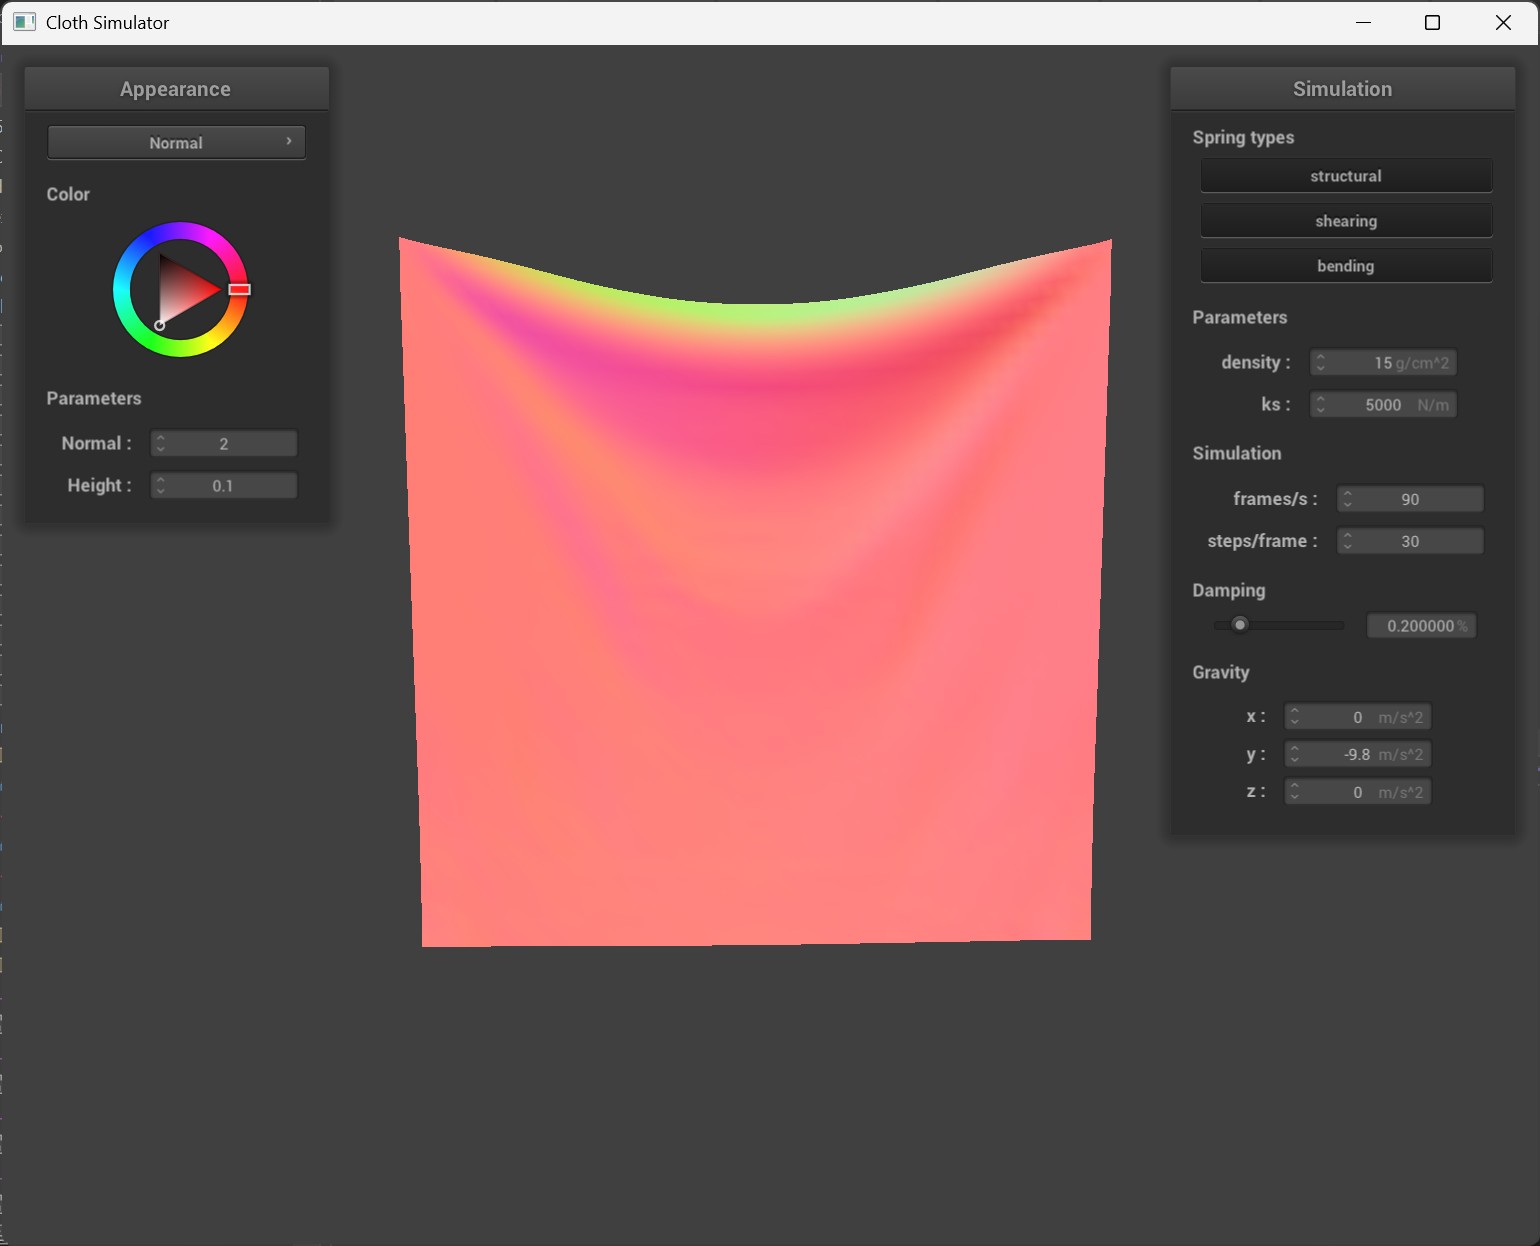 Cloth Simulator
Appearance
Normal
Color
Parameters
Normal : 2
Height : 0.1
Simulation
Spring types
structural
shearing
bending
Parameters
density : 15 g/cm^2
ks : 5000 N/m
Simulation
frames/s : 90
steps/frame : 30
Damping
0.200000 %
Gravity
x : 0 m/s^2
y : -9.8 m/s^2
z : 0 m/s^2